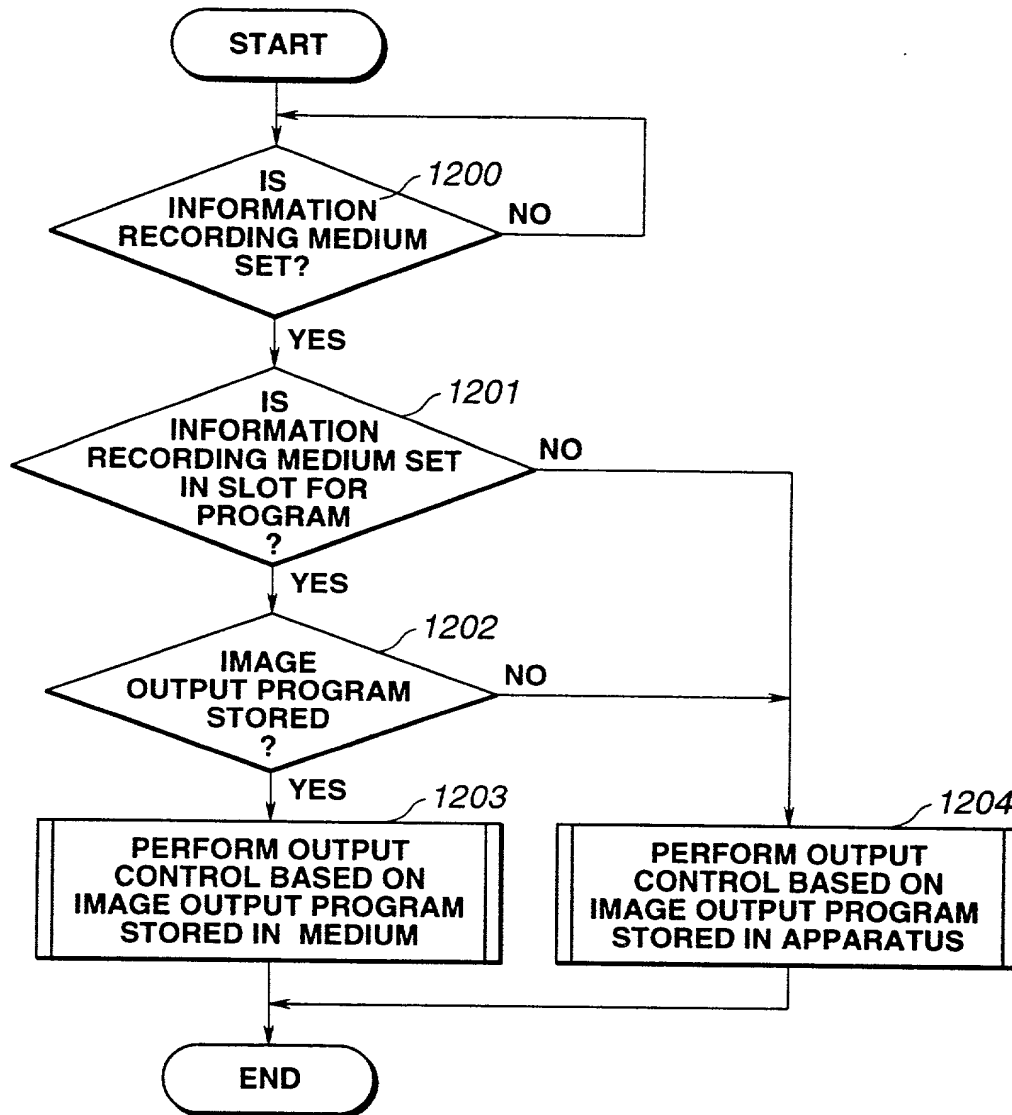 START
1200
IS
INFORMATION
RECORDING MEDIUM
SET?
NO
YES
1201
IS
INFORMATION
RECORDING MEDIUM SET
IN SLOT FOR
PROGRAM
?
NO
YES
1202
IMAGE
OUTPUT PROGRAM
STORED
?
NO
YES
1203
PERFORM OUTPUT
CONTROL BASED ON
IMAGE OUTPUT PROGRAM
STORED IN MEDIUM
1204
PERFORM OUTPUT
CONTROL BASED ON
IMAGE OUTPUT PROGRAM
STORED IN APPARATUS
END